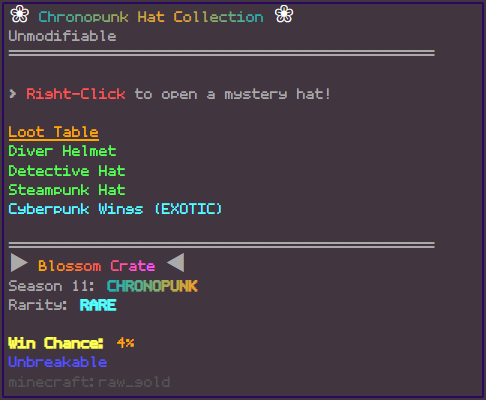 ❀ Chronopunk Hat Collection ❀
Unmodifiable
> Right-Click to open a mystery hat!
Loot Table
Diver Helmet
Detective Hat
Steampunk Hat
Cyberpunk Wings (EXOTIC)
▶ Blossom Crate ◀
Season 11: CHRONOPUNK
Rarity: RARE
Win Chance: 4%
Unbreakable
minecraft:raw_gold